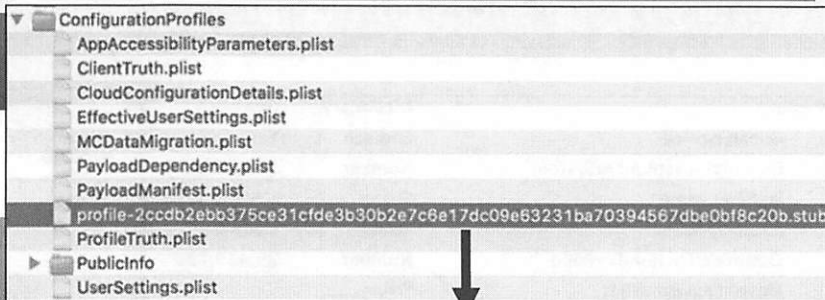 ConfigurationProfiles
AppAccessibilityParameters.plist
ClientTruth.plist
CloudConfigurationDetails.plist
EffectiveUserSettings.plist
MCDataMigration.plist
PayloadDependency.plist
PayloadManifest.plist
profile-2ccdb2ebb375ce31cfde3b30b2e7c6e17dc09e63231ba70394567dbe0bf8c20b.stub
ProfileTruth.plist
PublicInfo
UserSettings.plist